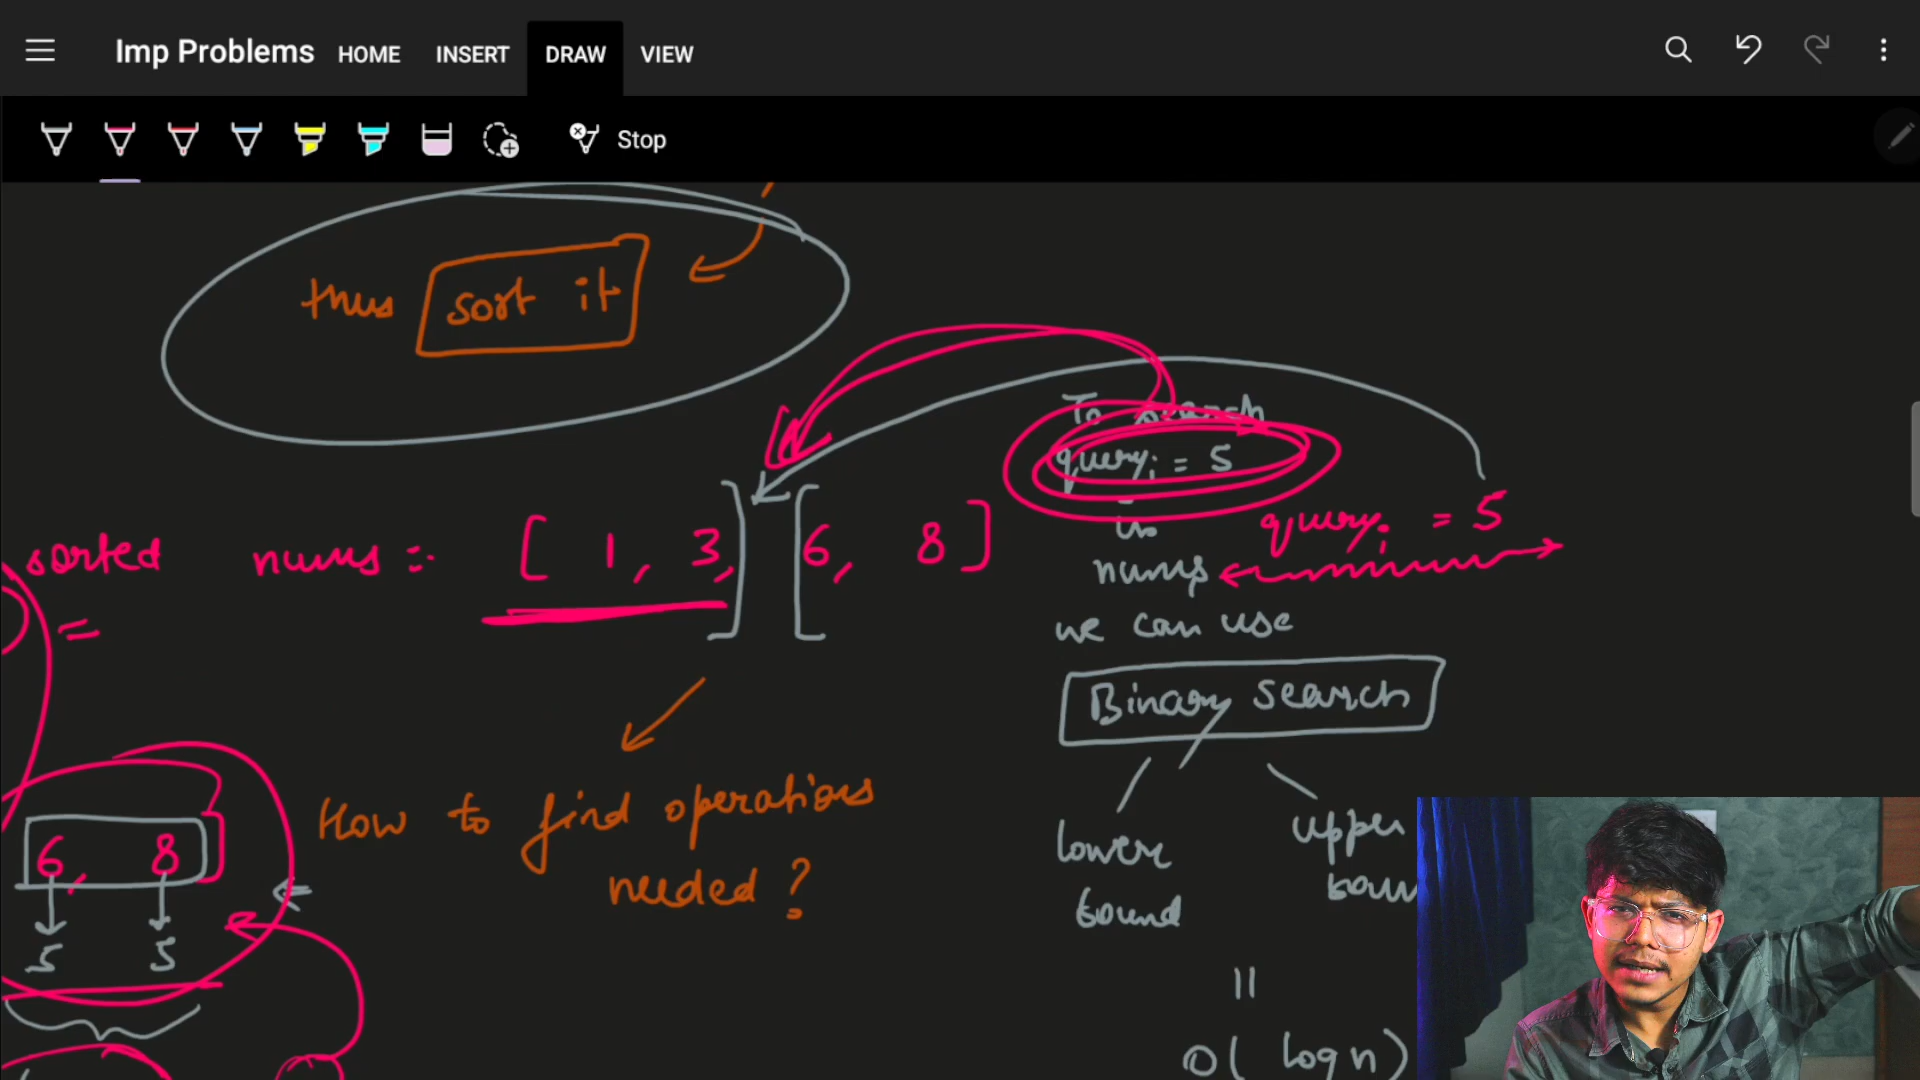 Imp Problems HOME INSERT DRAW VIEW
Stop
thus sort it
To search
query i = 5
in
nums
query i = 5
sorted nums =. [ 1, 3, ] [ 6, 8 ]
=
we can use
Binary search
6, 8
5 5
How to find operations
needed ?
lower
bound
upper
boun
O( log n)